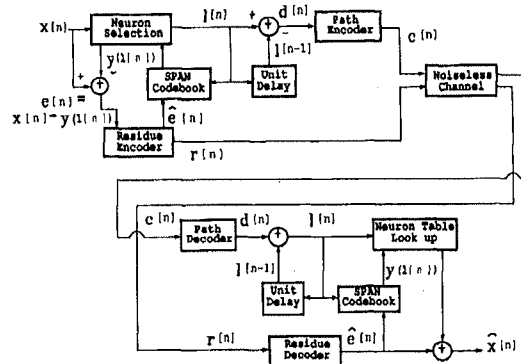 x[n]
Neuron
Selection
l[n]
+
+
d[n]
-
Path
Encoder
c[n]
y(l[n])
l[n-1]
+
-
+
SPAN
Codebook
Unit
Delay
Noiseless
Channel
e[n] =
x[n] - y(l[n])
ê[n]
Residue
Encoder
r[n]
c[n]
Path
Decoder
d[n]
+
l[n]
Neuron Table
Look up
l[n-1]
y(l[n])
Unit
Delay
SPAN
Codebook
r[n]
Residue
Decoder
ê[n]
+
x̂[n]